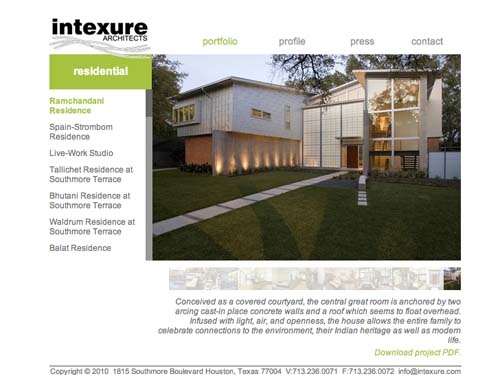 intexure
ARCHITECTS
portfolio profile press contact
residential
Ramchandani
Residence
Spain-Strombom
Residence
Live-Work Studio
Tallichet Residence at
Southmore Terrace
Bhutani Residence at
Southmore Terrace
Waldrum Residence at
Southmore Terrace
Balat Residence
Conceived as a covered courtyard, the central great room is anchored by two
arcing cast-in place concrete walls and a roof which seems to float overhead.
Infused with light, air, and openness, the house allows the entire family to
celebrate connections to the environment, their Indian heritage as well as modern
life.
Download project PDF.
Copyright © 2010 1815 Southmore Boulevard Houston, Texas 77004 V:713.236.0071 F:713.236.0072 info@intexure.com